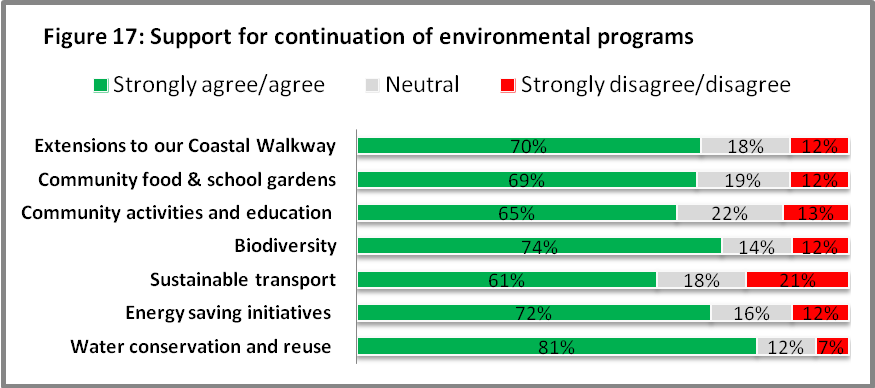 Figure 17: Support for continuation of environmental programs
Strongly agree/agree Neutral Strongly disagree/disagree
Extensions to our Coastal Walkway 70% 18% 12%
Community food & school gardens 69% 19% 12%
Community activities and education 65% 22% 13%
Biodiversity 74% 14% 12%
Sustainable transport 61% 18% 21%
Energy saving initiatives 72% 16% 12%
Water conservation and reuse 81% 12% 7%